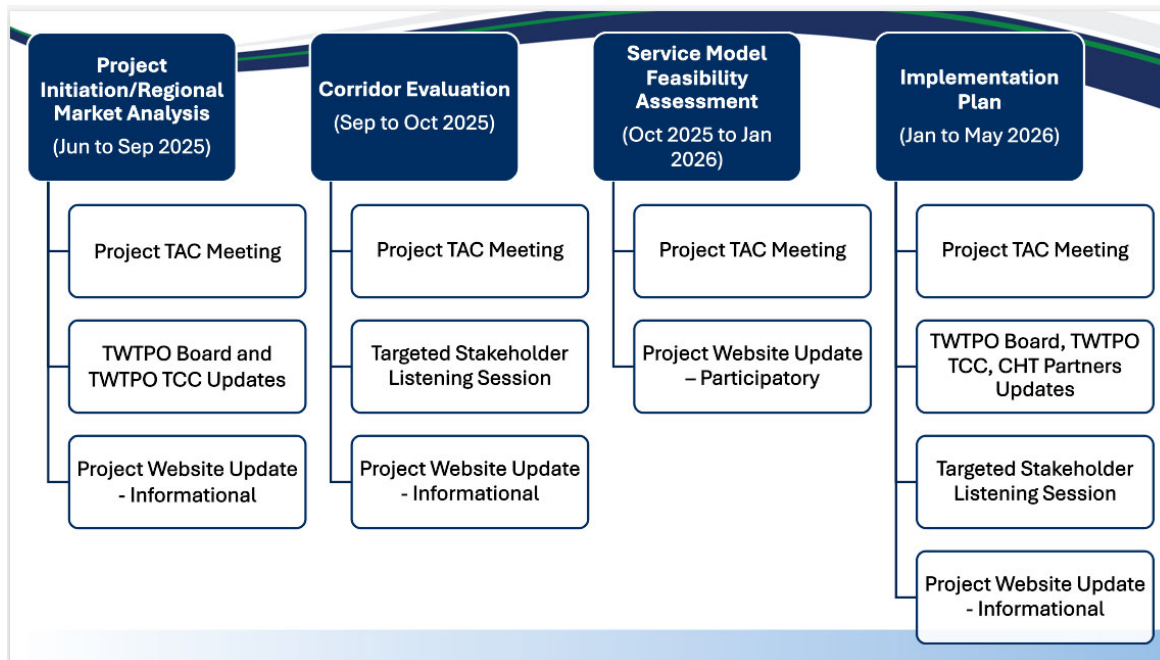 Project
Initiation/Regional
Market Analysis
(Jun to Sep 2025)
Project TAC Meeting
TWTPO Board and
TWTPO TCC Updates
Project Website Update
- Informational
Corridor Evaluation
(Sep to Oct 2025)
Project TAC Meeting
Targeted Stakeholder
Listening Session
Project Website Update
- Informational
Service Model
Feasibility
Assessment
(Oct 2025 to Jan
2026)
Project TAC Meeting
Project Website Update
– Participatory
Implementation
Plan
(Jan to May 2026)
Project TAC Meeting
TWTPO Board, TWTPO
TCC, CHT Partners
Updates
Targeted Stakeholder
Listening Session
Project Website Update
- Informational